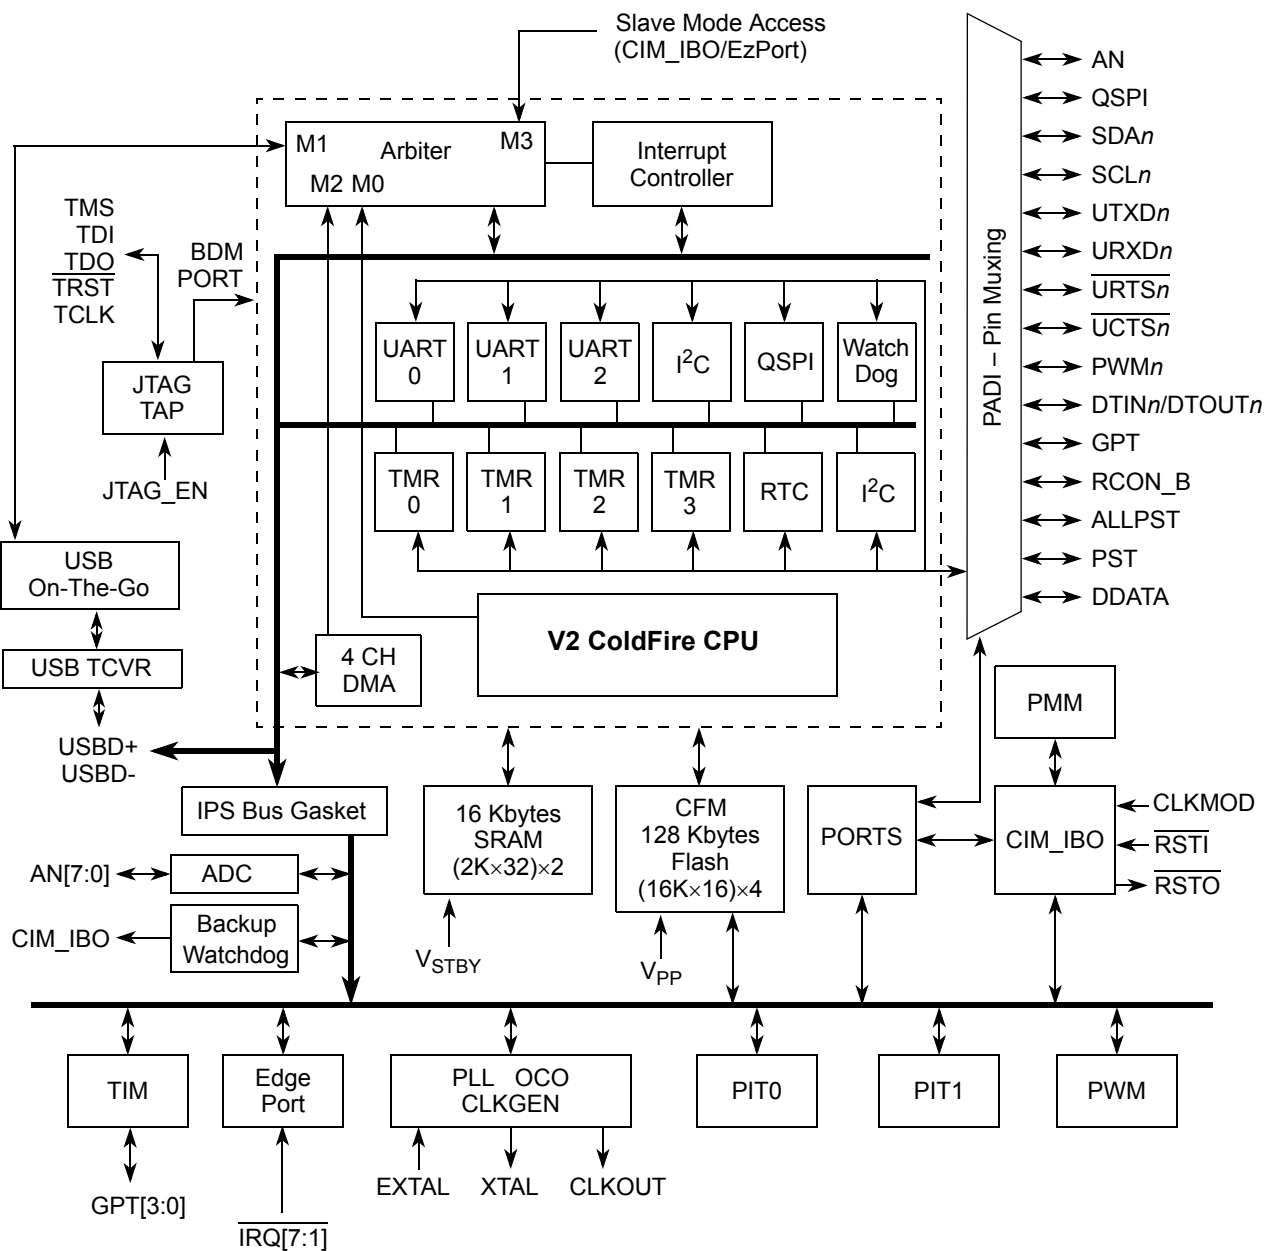 Slave Mode Access
(CIM_IBO/EzPort)
M1
Arbiter
M3
M2 M0
Interrupt
Controller
TMS
TDI
TDO
TRST
TCLK
BDM
PORT
JTAG
TAP
JTAG_EN
UART
0
UART
1
UART
2
I²C
QSPI
Watch
Dog
TMR
0
TMR
1
TMR
2
TMR
3
RTC
I²C
V2 ColdFire CPU
4 CH
DMA
USB
On-The-Go
USB TCVR
USBD+
USBD-
PADI – Pin Muxing
AN
QSPI
SDAn
SCLn
UTXDn
URXDn
URTSn
UCTSn
PWMn
DTINn/DTOUTn
GPT
RCON_B
ALLPST
PST
DDATA
PMM
IPS Bus Gasket
16 Kbytes
SRAM
(2K×32)×2
CFM
128 Kbytes
Flash
(16K×16)×4
PORTS
CIM_IBO
CLKMOD
RSTI
RSTO
AN[7:0]
ADC
CIM_IBO
Backup
Watchdog
VSTBY
VPP
TIM
Edge
Port
PLL OCO
CLKGEN
PIT0
PIT1
PWM
GPT[3:0]
IRQ[7:1]
EXTAL
XTAL
CLKOUT